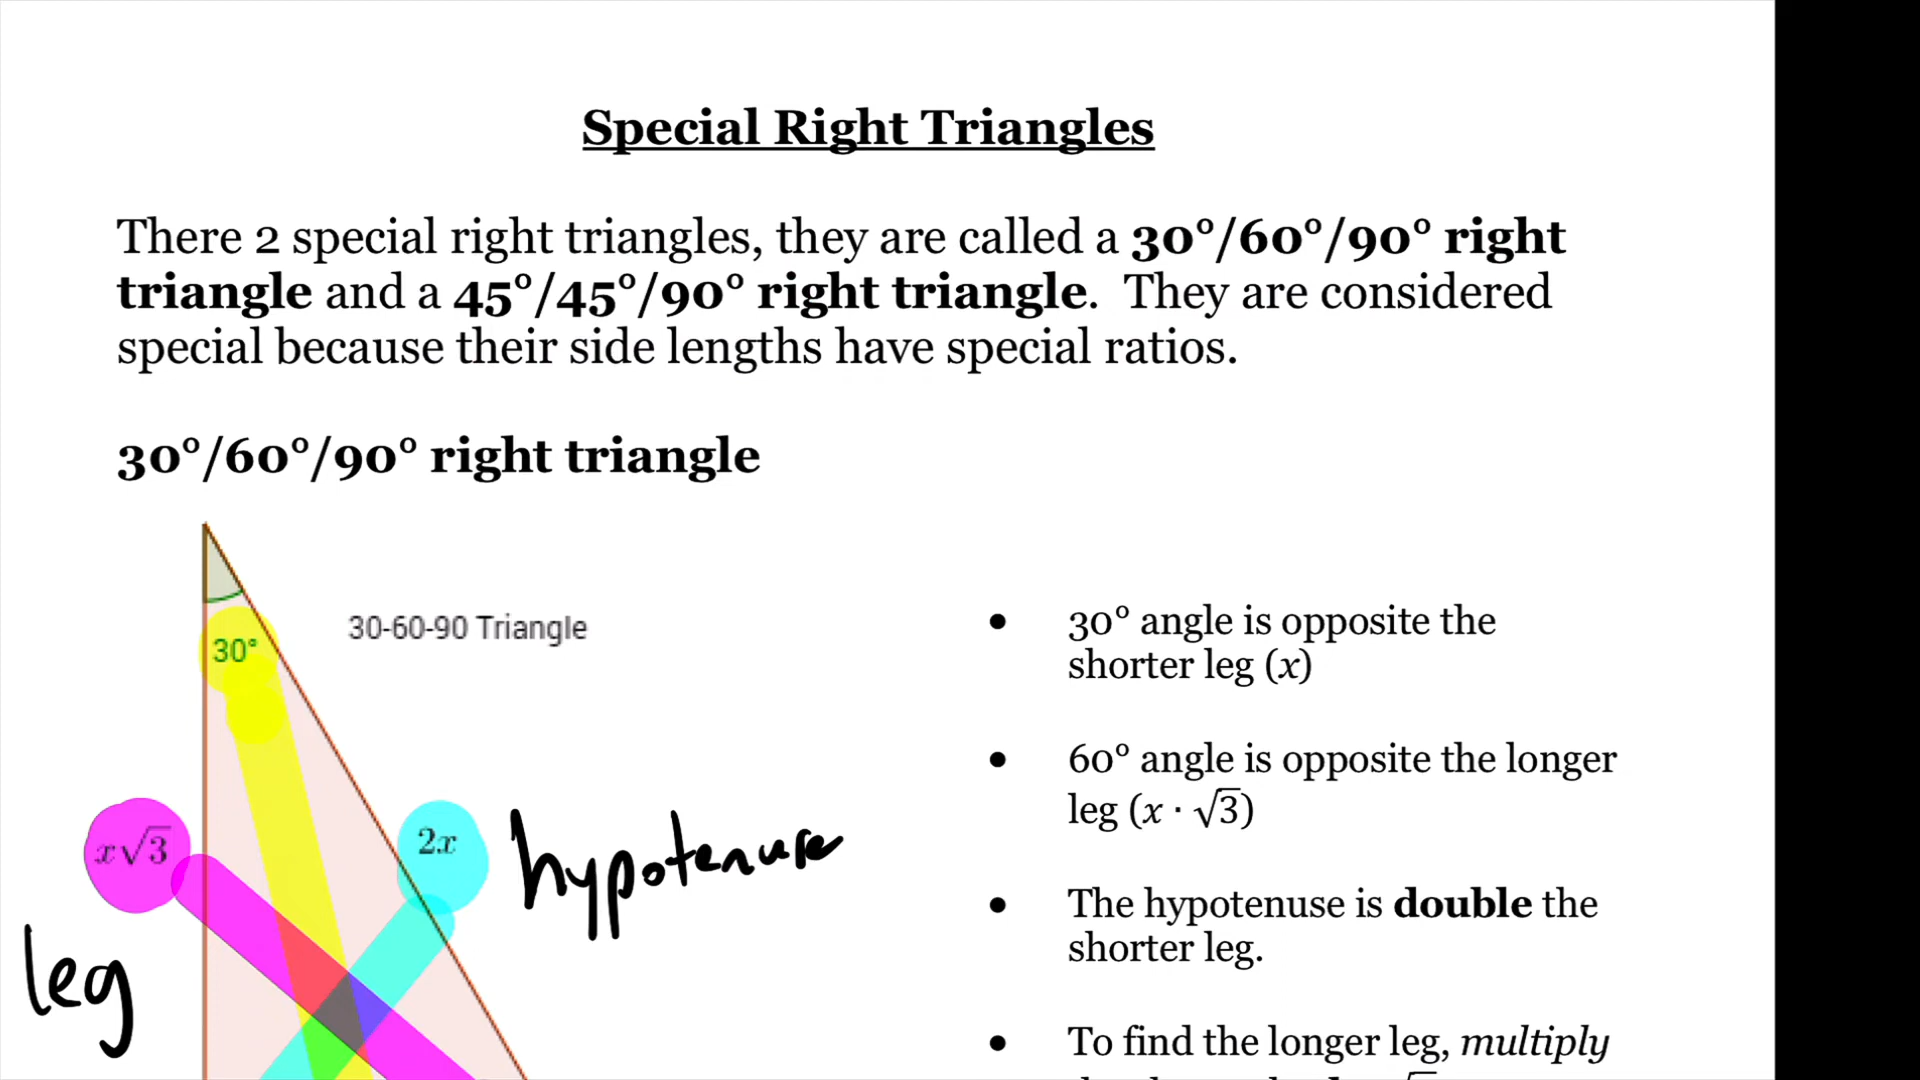 Special Right Triangles
There 2 special right triangles, they are called a 30°/60°/90° right
triangle and a 45°/45°/90° right triangle.  They are considered
special because their side lengths have special ratios.
30°/60°/90° right triangle
30-60-90 Triangle
30°
x√3
2x
hypotenuse
leg
• 30° angle is opposite the
shorter leg (x)
• 60° angle is opposite the longer
leg (x · √3)
• The hypotenuse is double the
shorter leg.
• To find the longer leg, multiply